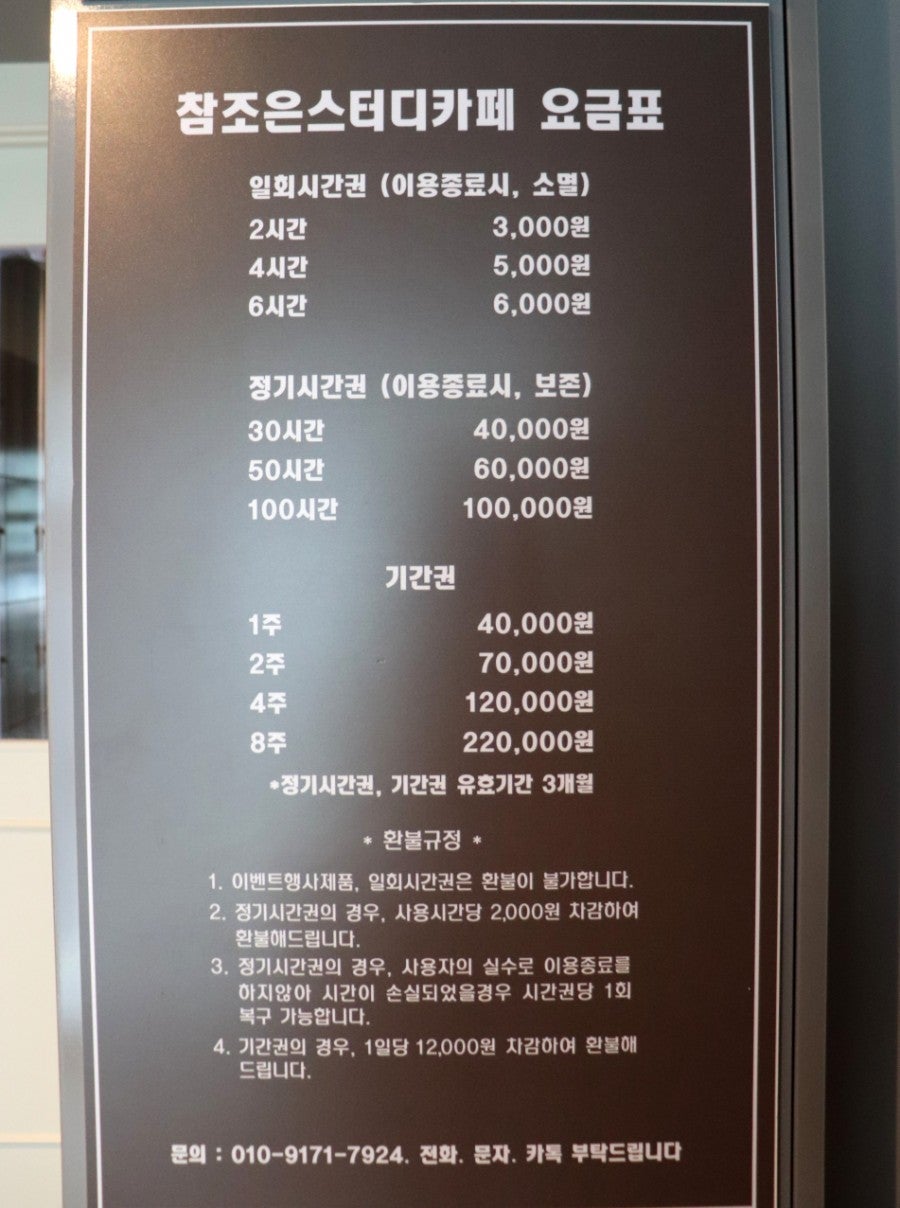 참조은스터디카페 요금표
일회시간권 (이용종료시, 소멸)
2시간 3,000원
4시간 5,000원
6시간 6,000원
정기시간권 (이용종료시, 보존)
30시간 40,000원
50시간 60,000원
100시간 100,000원
기간권
1주 40,000원
2주 70,000원
4주 120,000원
8주 220,000원
*정기시간권, 기간권 유효기간 3개월
* 환불규정 *
1. 이벤트행사제품, 일회시간권은 환불이 불가합니다.
2. 정기시간권의 경우, 사용시간당 2,000원 차감하여
환불해드립니다.
3. 정기시간권의 경우, 사용자의 실수로 이용종료를
하지않아 시간이 손실되었을경우 시간권당 1회
복구 가능합니다.
4. 기간권의 경우, 1일당 12,000원 차감하여 환불해
드립니다.
문의 : 010-9171-7924. 전화. 문자. 카톡 부탁드립니다